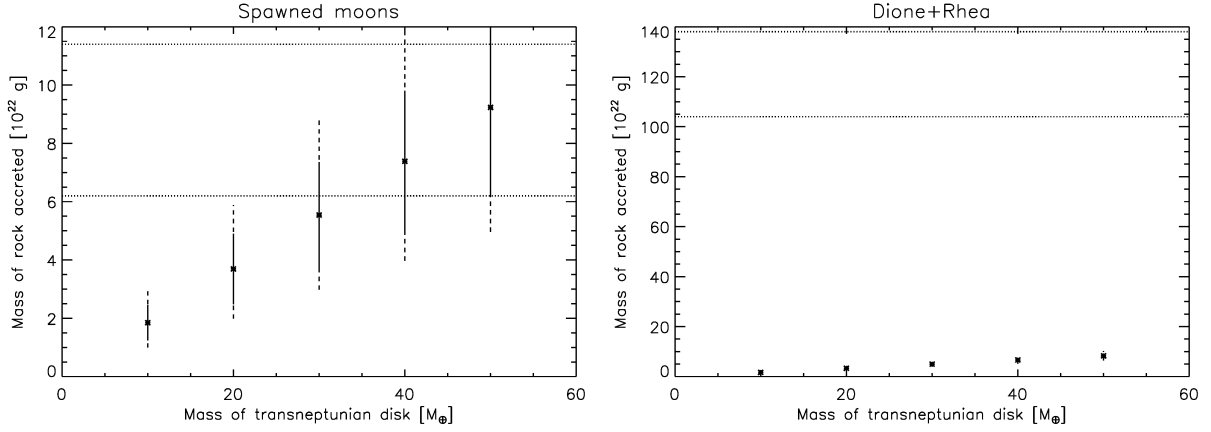 Spawned moons
12
10
8
6
4
2
0
Mass of rock accreted [10²² g]
0 20 40 60
Mass of transneptunian disk [M⊕]
Dione+Rhea
140
120
100
80
60
40
20
0
Mass of rock accreted [10²² g]
0 20 40 60
Mass of transneptunian disk [M⊕]